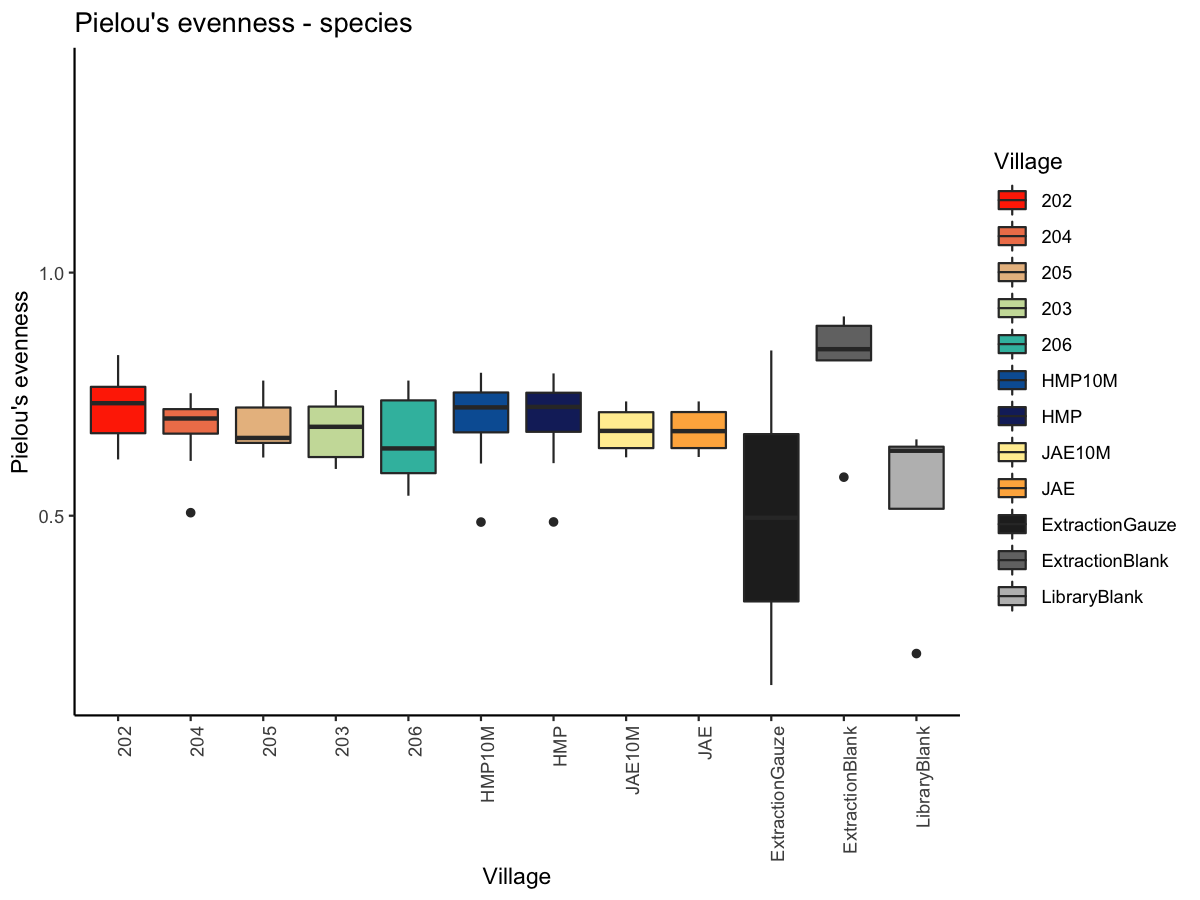 Pielou's evenness - species
Pielou's evenness
1.0
0.5
202
204
205
203
206
HMP10M
HMP
JAE10M
JAE
ExtractionGauze
ExtractionBlank
LibraryBlank
Village
Village
202
204
205
203
206
HMP10M
HMP
JAE10M
JAE
ExtractionGauze
ExtractionBlank
LibraryBlank